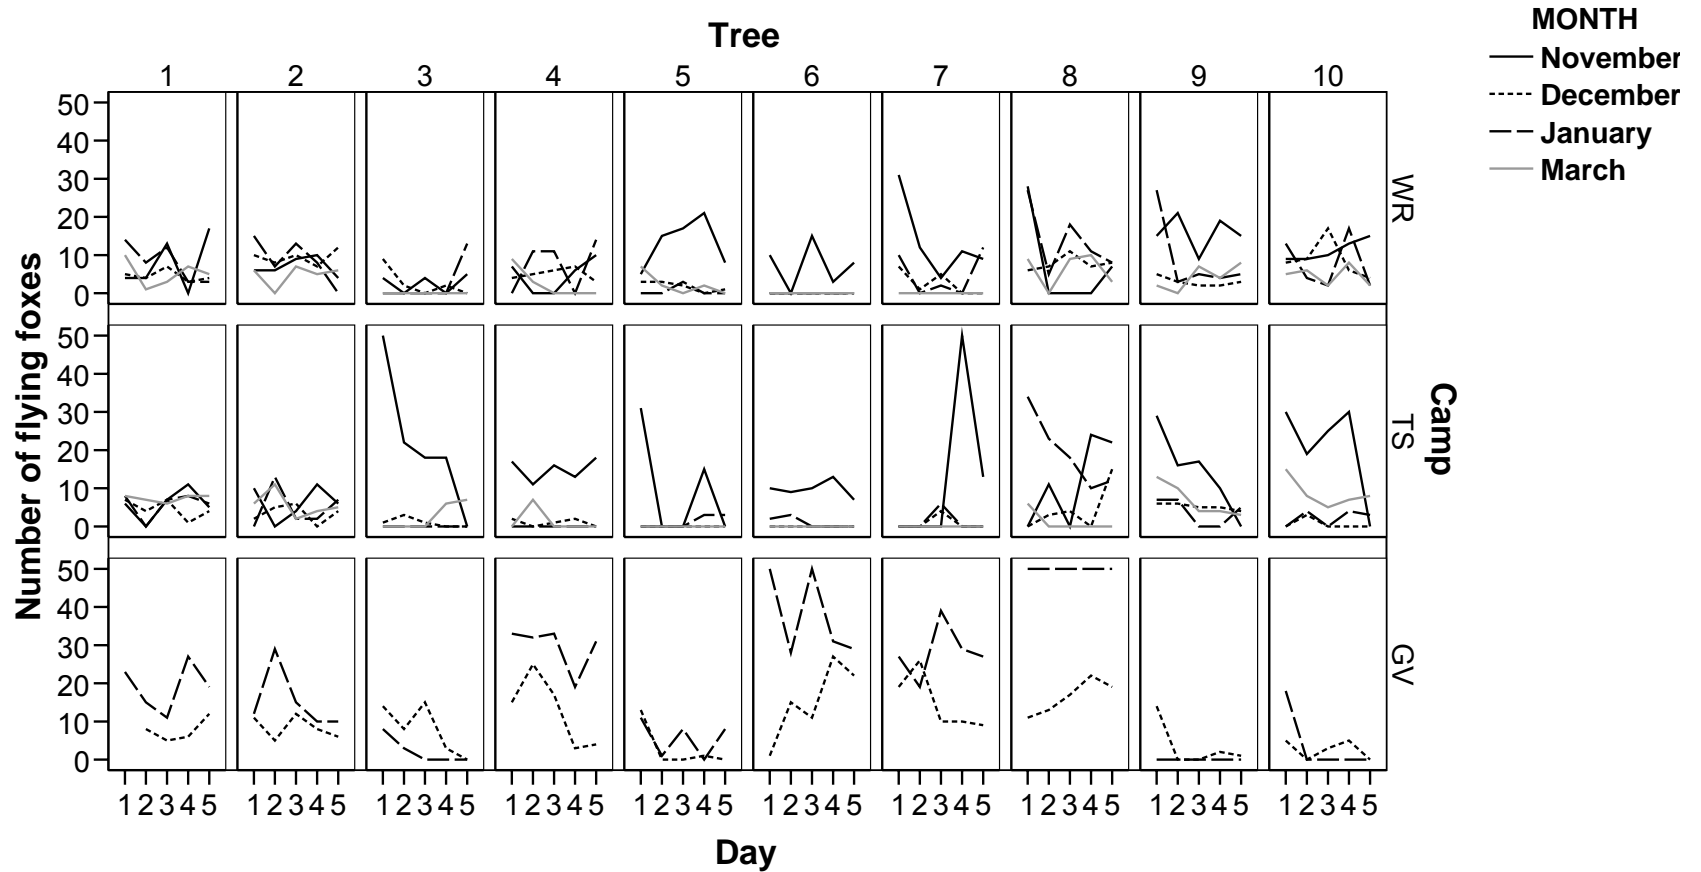 Tree
1 2 3 4 5 6 7 8 9 10
MONTH
November
December
January
March
Number of flying foxes
50
40
30
20
10
0
WR
50
40
30
20
10
0
TS
50
40
30
20
10
0
GV
Camp
1 2 3 4 5 1 2 3 4 5 1 2 3 4 5 1 2 3 4 5 1 2 3 4 5 1 2 3 4 5 1 2 3 4 5 1 2 3 4 5 1 2 3 4 5 1 2 3 4 5
Day